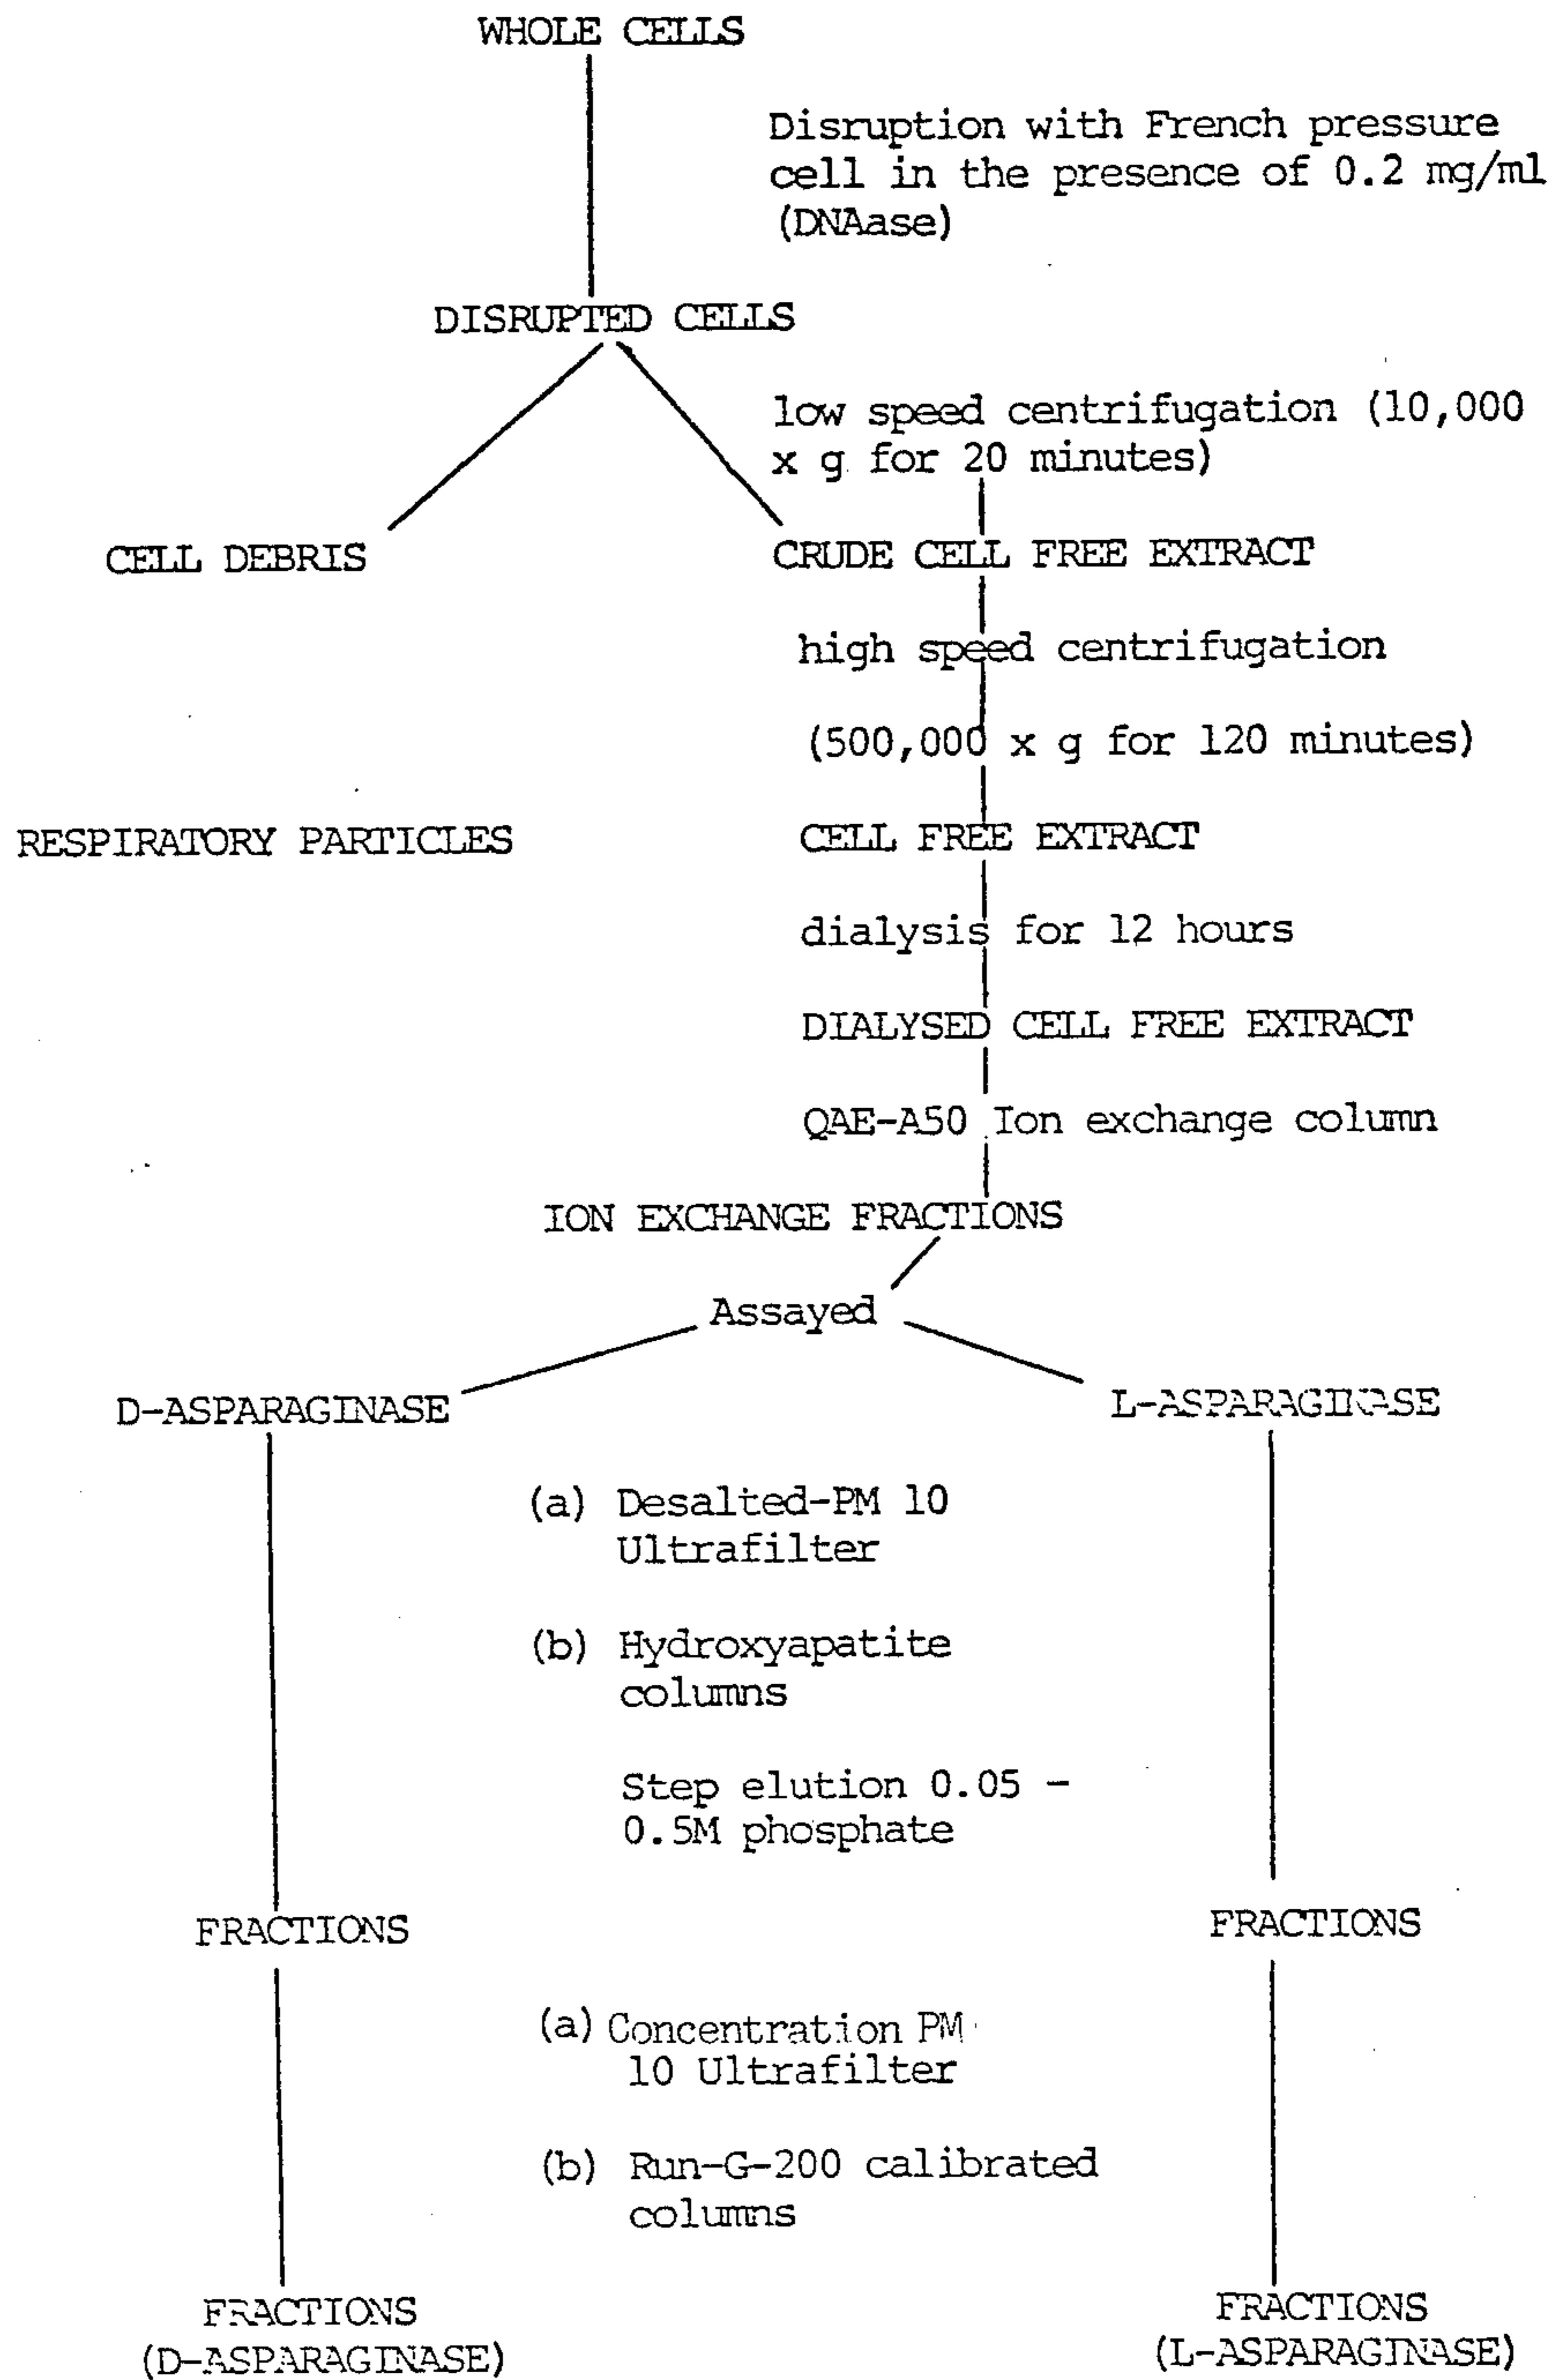 WHOLE CELLS
Disruption with French pressure
cell in the presence of 0.2 mg/ml
(DNAase)
DISRUPTED CELLS
low speed centrifugation (10,000
x g for 20 minutes)
CELL DEBRIS
CRUDE CELL FREE EXTRACT
high speed centrifugation
(500,000 x g for 120 minutes)
RESPIRATORY PARTICLES
CELL FREE EXTRACT
dialysis for 12 hours
DIALYSED CELL FREE EXTRACT
QAE-A50 Ion exchange column
ION EXCHANGE FRACTIONS
Assayed
D-ASPARAGINASE
L-ASPARAGINASE
(a) Desalted-PM 10
Ultrafilter
(b) Hydroxyapatite
columns
Step elution 0.05 -
0.5M phosphate
FRACTIONS
FRACTIONS
(a) Concentration PM
10 Ultrafilter
(b) Run-G-200 calibrated
columns
FRACTIONS
(D-ASPARAGINASE)
FRACTIONS
(L-ASPARAGINASE)